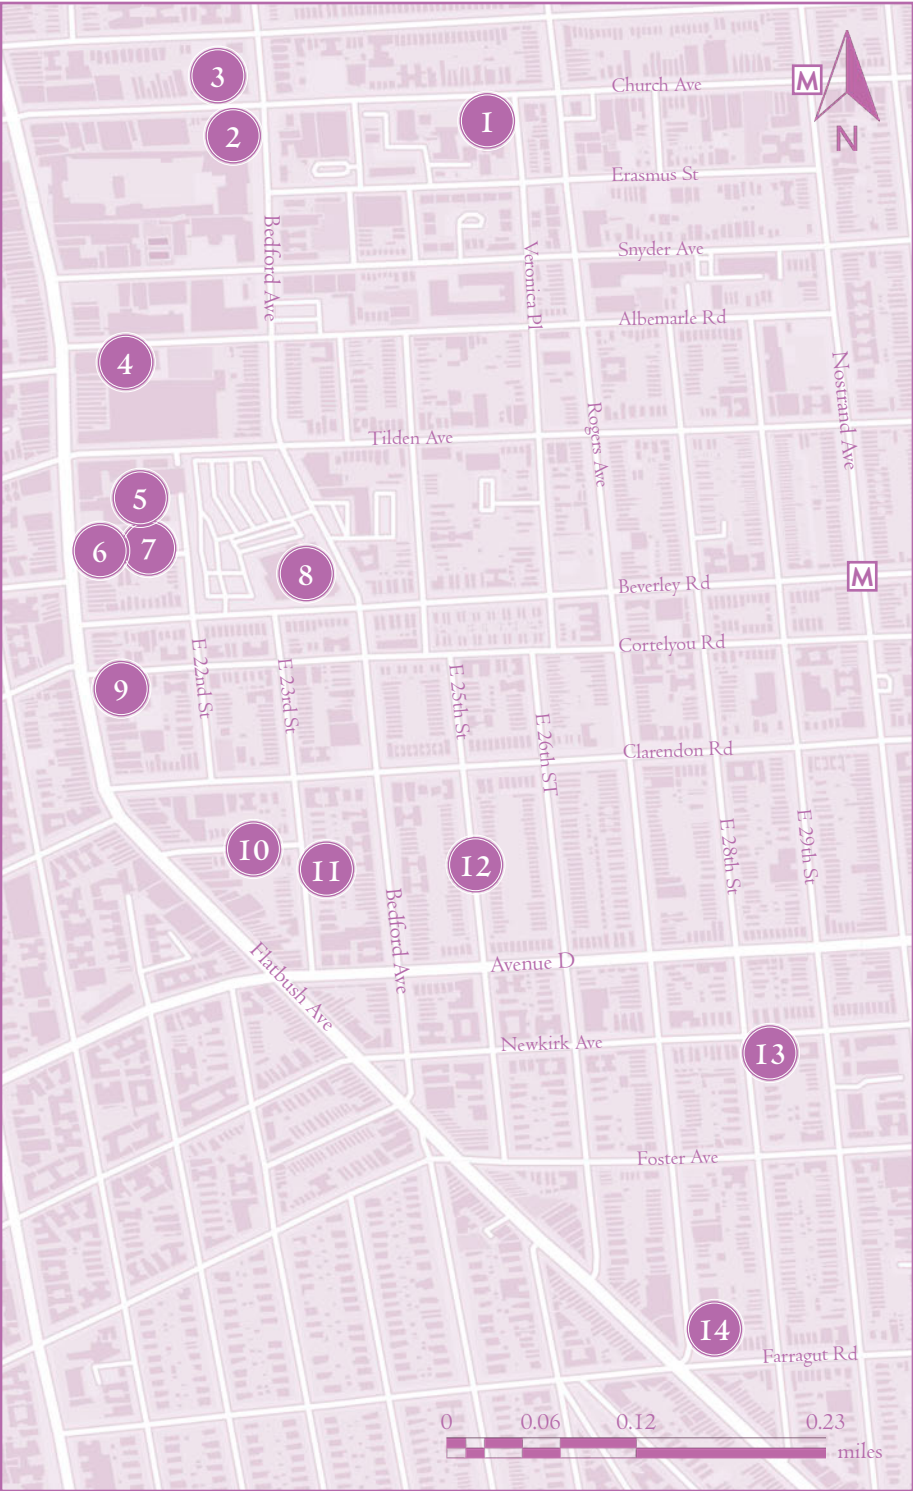 3
Church Ave
M
2
1
N
Erasmus St
Bedford Ave
Veronica Pl
Snyder Ave
Albemarle Rd
4
Nostrand Ave
Rogers Ave
Tilden Ave
5
6
7
8
Beverley Rd
M
E 22nd St
E 23rd St
Cortelyou Rd
9
E 25th St
E 26th ST
Clarendon Rd
10
11
12
E 28th St
E 29th St
Bedford Ave
Flatbush Ave
Avenue D
Newkirk Ave
13
Foster Ave
14
Farragut Rd
0 0.06 0.12 0.23
miles